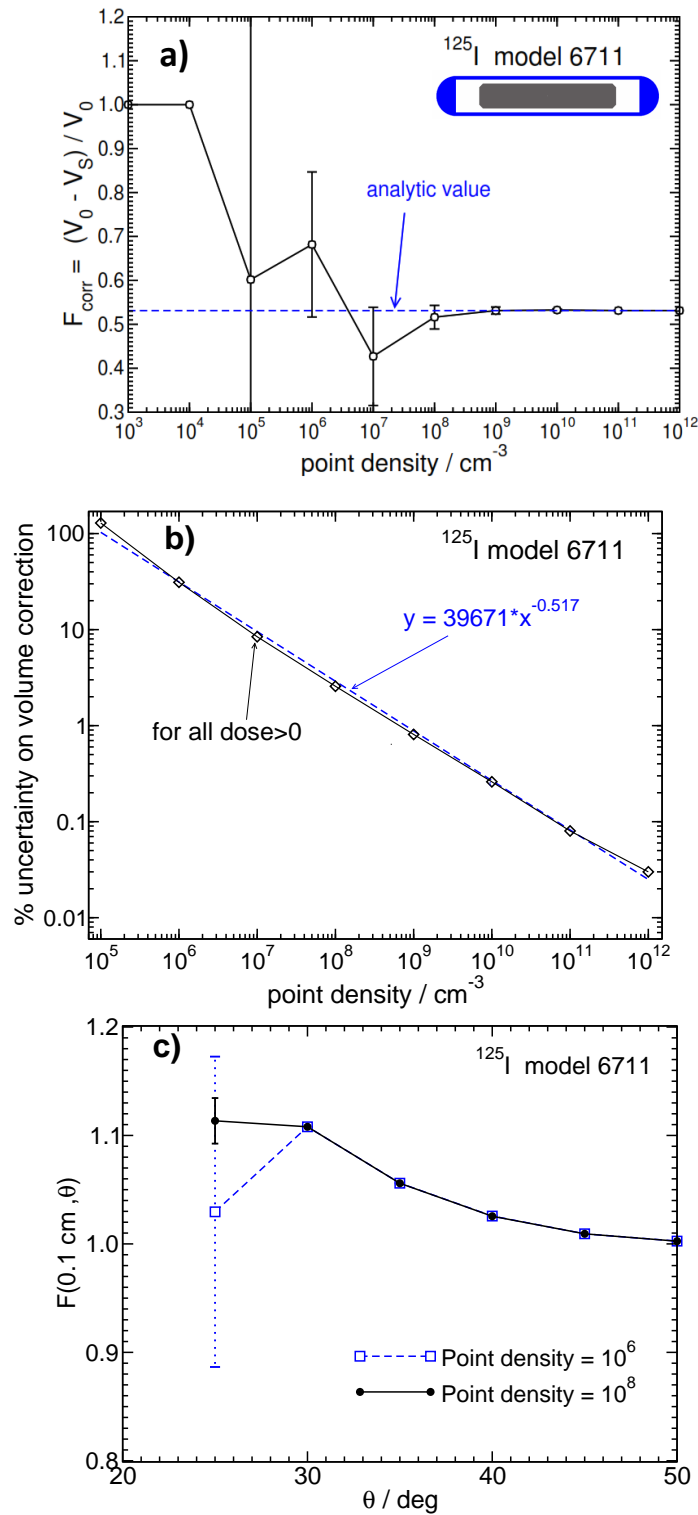 a)
¹²⁵I model 6711
analytic value
F_corr = (V_0 - V_S) / V_0
1.2
1.1
1.0
0.9
0.8
0.7
0.6
0.5
0.4
0.3
10³ 10⁴ 10⁵ 10⁶ 10⁷ 10⁸ 10⁹ 10¹⁰ 10¹¹ 10¹²
point density / cm⁻³
b)
¹²⁵I model 6711
y = 39671*x^-0.517
for all dose>0
% uncertainty on volume correction
100
10
1
0.1
0.01
10⁵ 10⁶ 10⁷ 10⁸ 10⁹ 10¹⁰ 10¹¹ 10¹²
point density / cm⁻³
c)
¹²⁵I model 6711
F(0.1 cm ,θ)
1.2
1.1
1.0
0.9
0.8
Point density = 10⁶
Point density = 10⁸
20 30 40 50
θ / deg